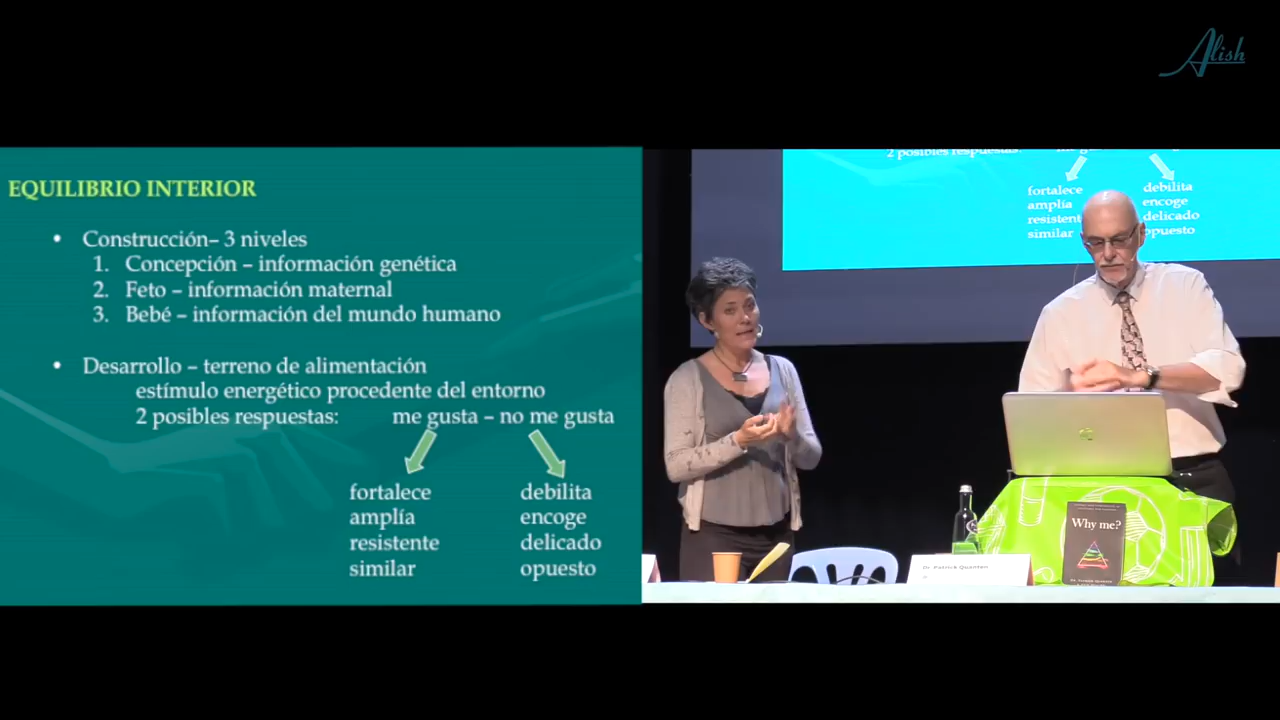 Alish
EQUILIBRIO INTERIOR
• Construcción– 3 niveles
1. Concepción – información genética
2. Feto – información maternal
3. Bebé – información del mundo humano
• Desarrollo – terreno de alimentación
estímulo energético procedente del entorno
2 posibles respuestas: me gusta – no me gusta
fortalece debilita
amplía encoge
resistente delicado
similar opuesto
2 posibles respuestas:
fortalece debilita
amplía encoge
resistente delicado
similar opuesto
Why me?
Dr. Patrick Quanten